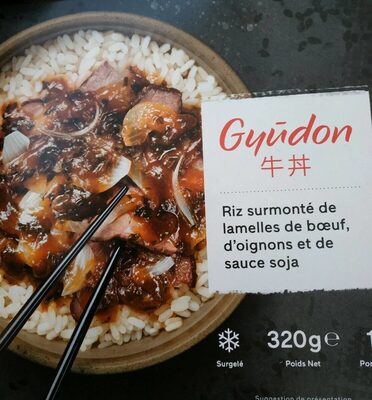 Gyūdon
牛丼
Riz surmonté de
lamelles de bœuf,
d'oignons et de
sauce soja
320g℮
Surgelé
Poids Net
Suggestion de présentation